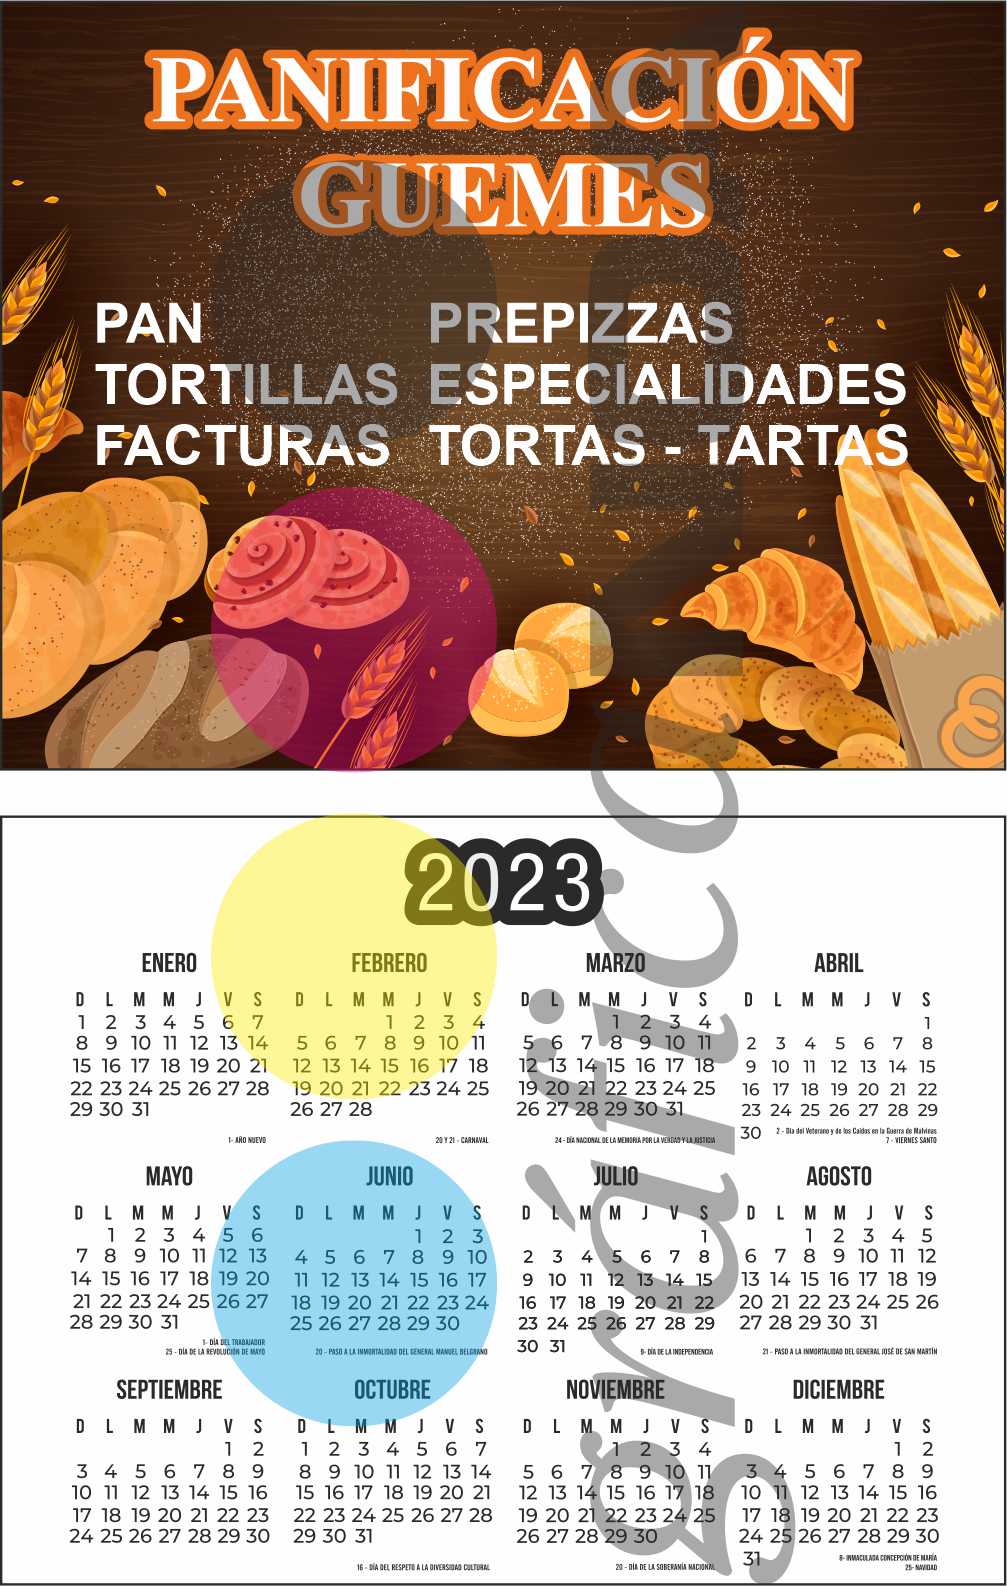 PANIFICACIÓN
GUEMES
PAN PREPIZZAS
TORTILLAS ESPECIALIDADES
FACTURAS TORTAS - TARTAS
2023
ENERO FEBRERO MARZO ABRIL
D L M M J V S D L M M J V S D L M M J V S D L M M J V S
1 2 3 4 5 6 7 1 2 3 4 1 2 3 4 1
8 9 10 11 12 13 14 5 6 7 8 9 10 11 5 6 7 8 9 10 11 2 3 4 5 6 7 8
15 16 17 18 19 20 21 12 13 14 15 16 17 18 12 13 14 15 16 17 18 9 10 11 12 13 14 15
22 23 24 25 26 27 28 19 20 21 22 23 24 25 19 20 21 22 23 24 25 16 17 18 19 20 21 22
29 30 31 26 27 28 26 27 28 29 30 31 23 24 25 26 27 28 29
30 2 - Día del Veterano y de los Caídos en la Guerra de Malvinas
1- AÑO NUEVO 20 Y 21 - CARNAVAL 24 - DÍA NACIONAL DE LA MEMORIA POR LA VERDAD Y LA JUSTICIA 7 - VIERNES SANTO
MAYO JUNIO JULIO AGOSTO
D L M M J V S D L M M J V S D L M M J V S D L M M J V S
1 2 3 4 5 6 1 2 3 1 1 2 3 4 5
7 8 9 10 11 12 13 4 5 6 7 8 9 10 2 3 4 5 6 7 8 6 7 8 9 10 11 12
14 15 16 17 18 19 20 11 12 13 14 15 16 17 9 10 11 12 13 14 15 13 14 15 16 17 18 19
21 22 23 24 25 26 27 18 19 20 21 22 23 24 16 17 18 19 20 21 22 20 21 22 23 24 25 26
28 29 30 31 25 26 27 28 29 30 23 24 25 26 27 28 29 27 28 29 30 31
30 31
1- DÍA DEL TRABAJADOR
25 - DÍA DE LA REVOLUCIÓN DE MAYO 20 - PASO A LA INMORTALIDAD DEL GENERAL MANUEL BELGRANO 9- DÍA DE LA INDEPENDENCIA 21 - PASO A LA INMORTALIDAD DEL GENERAL JOSÉ DE SAN MARTÍN
SEPTIEMBRE OCTUBRE NOVIEMBRE DICIEMBRE
D L M M J V S D L M M J V S D L M M J V S D L M M J V S
1 2 1 2 3 4 5 6 7 1 2 3 4 1 2
3 4 5 6 7 8 9 8 9 10 11 12 13 14 5 6 7 8 9 10 11 3 4 5 6 7 8 9
10 11 12 13 14 15 16 15 16 17 18 19 20 21 12 13 14 15 16 17 18 10 11 12 13 14 15 16
17 18 19 20 21 22 23 22 23 24 25 26 27 28 19 20 21 22 23 24 25 17 18 19 20 21 22 23
24 25 26 27 28 29 30 29 30 31 26 27 28 29 30 24 25 26 27 28 29 30
31 8- INMACULADA CONCEPCIÓN DE MARÍA
16 - DÍA DEL RESPETO A LA DIVERSIDAD CULTURAL 20 - DÍA DE LA SOBERANÍA NACIONAL 25- NAVIDAD
gráfica